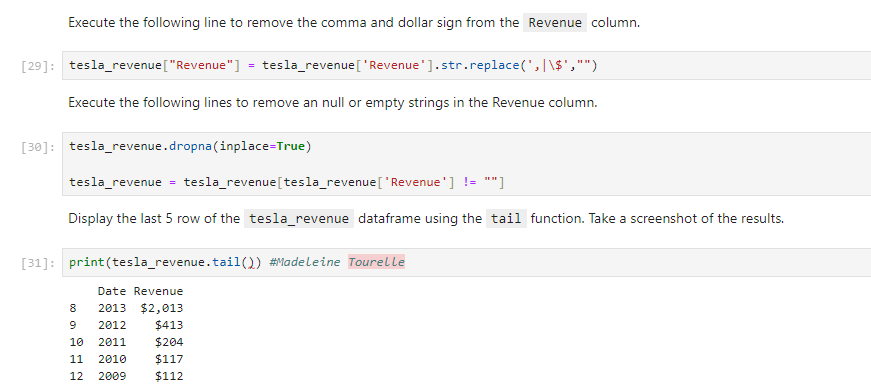 Execute the following line to remove the comma and dollar sign from the Revenue column.
[29]: tesla_revenue["Revenue"] = tesla_revenue['Revenue'].str.replace(',|\$',"")
Execute the following lines to remove an null or empty strings in the Revenue column.
[30]: tesla_revenue.dropna(inplace=True)
tesla_revenue = tesla_revenue[tesla_revenue['Revenue'] != ""]
Display the last 5 row of the tesla_revenue dataframe using the tail function. Take a screenshot of the results.
[31]: print(tesla_revenue.tail()) #Madeleine Tourelle
Date Revenue
8 2013 $2,013
9 2012 $413
10 2011 $204
11 2010 $117
12 2009 $112